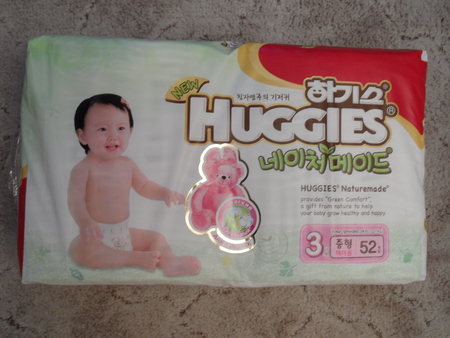 NEW
하기스
HUGGIES
네이처메이드
HUGGIES® Naturemade®
provides "Green Comfort",
a gift from nature to help
your baby grow healthy and happy
3
중형
52